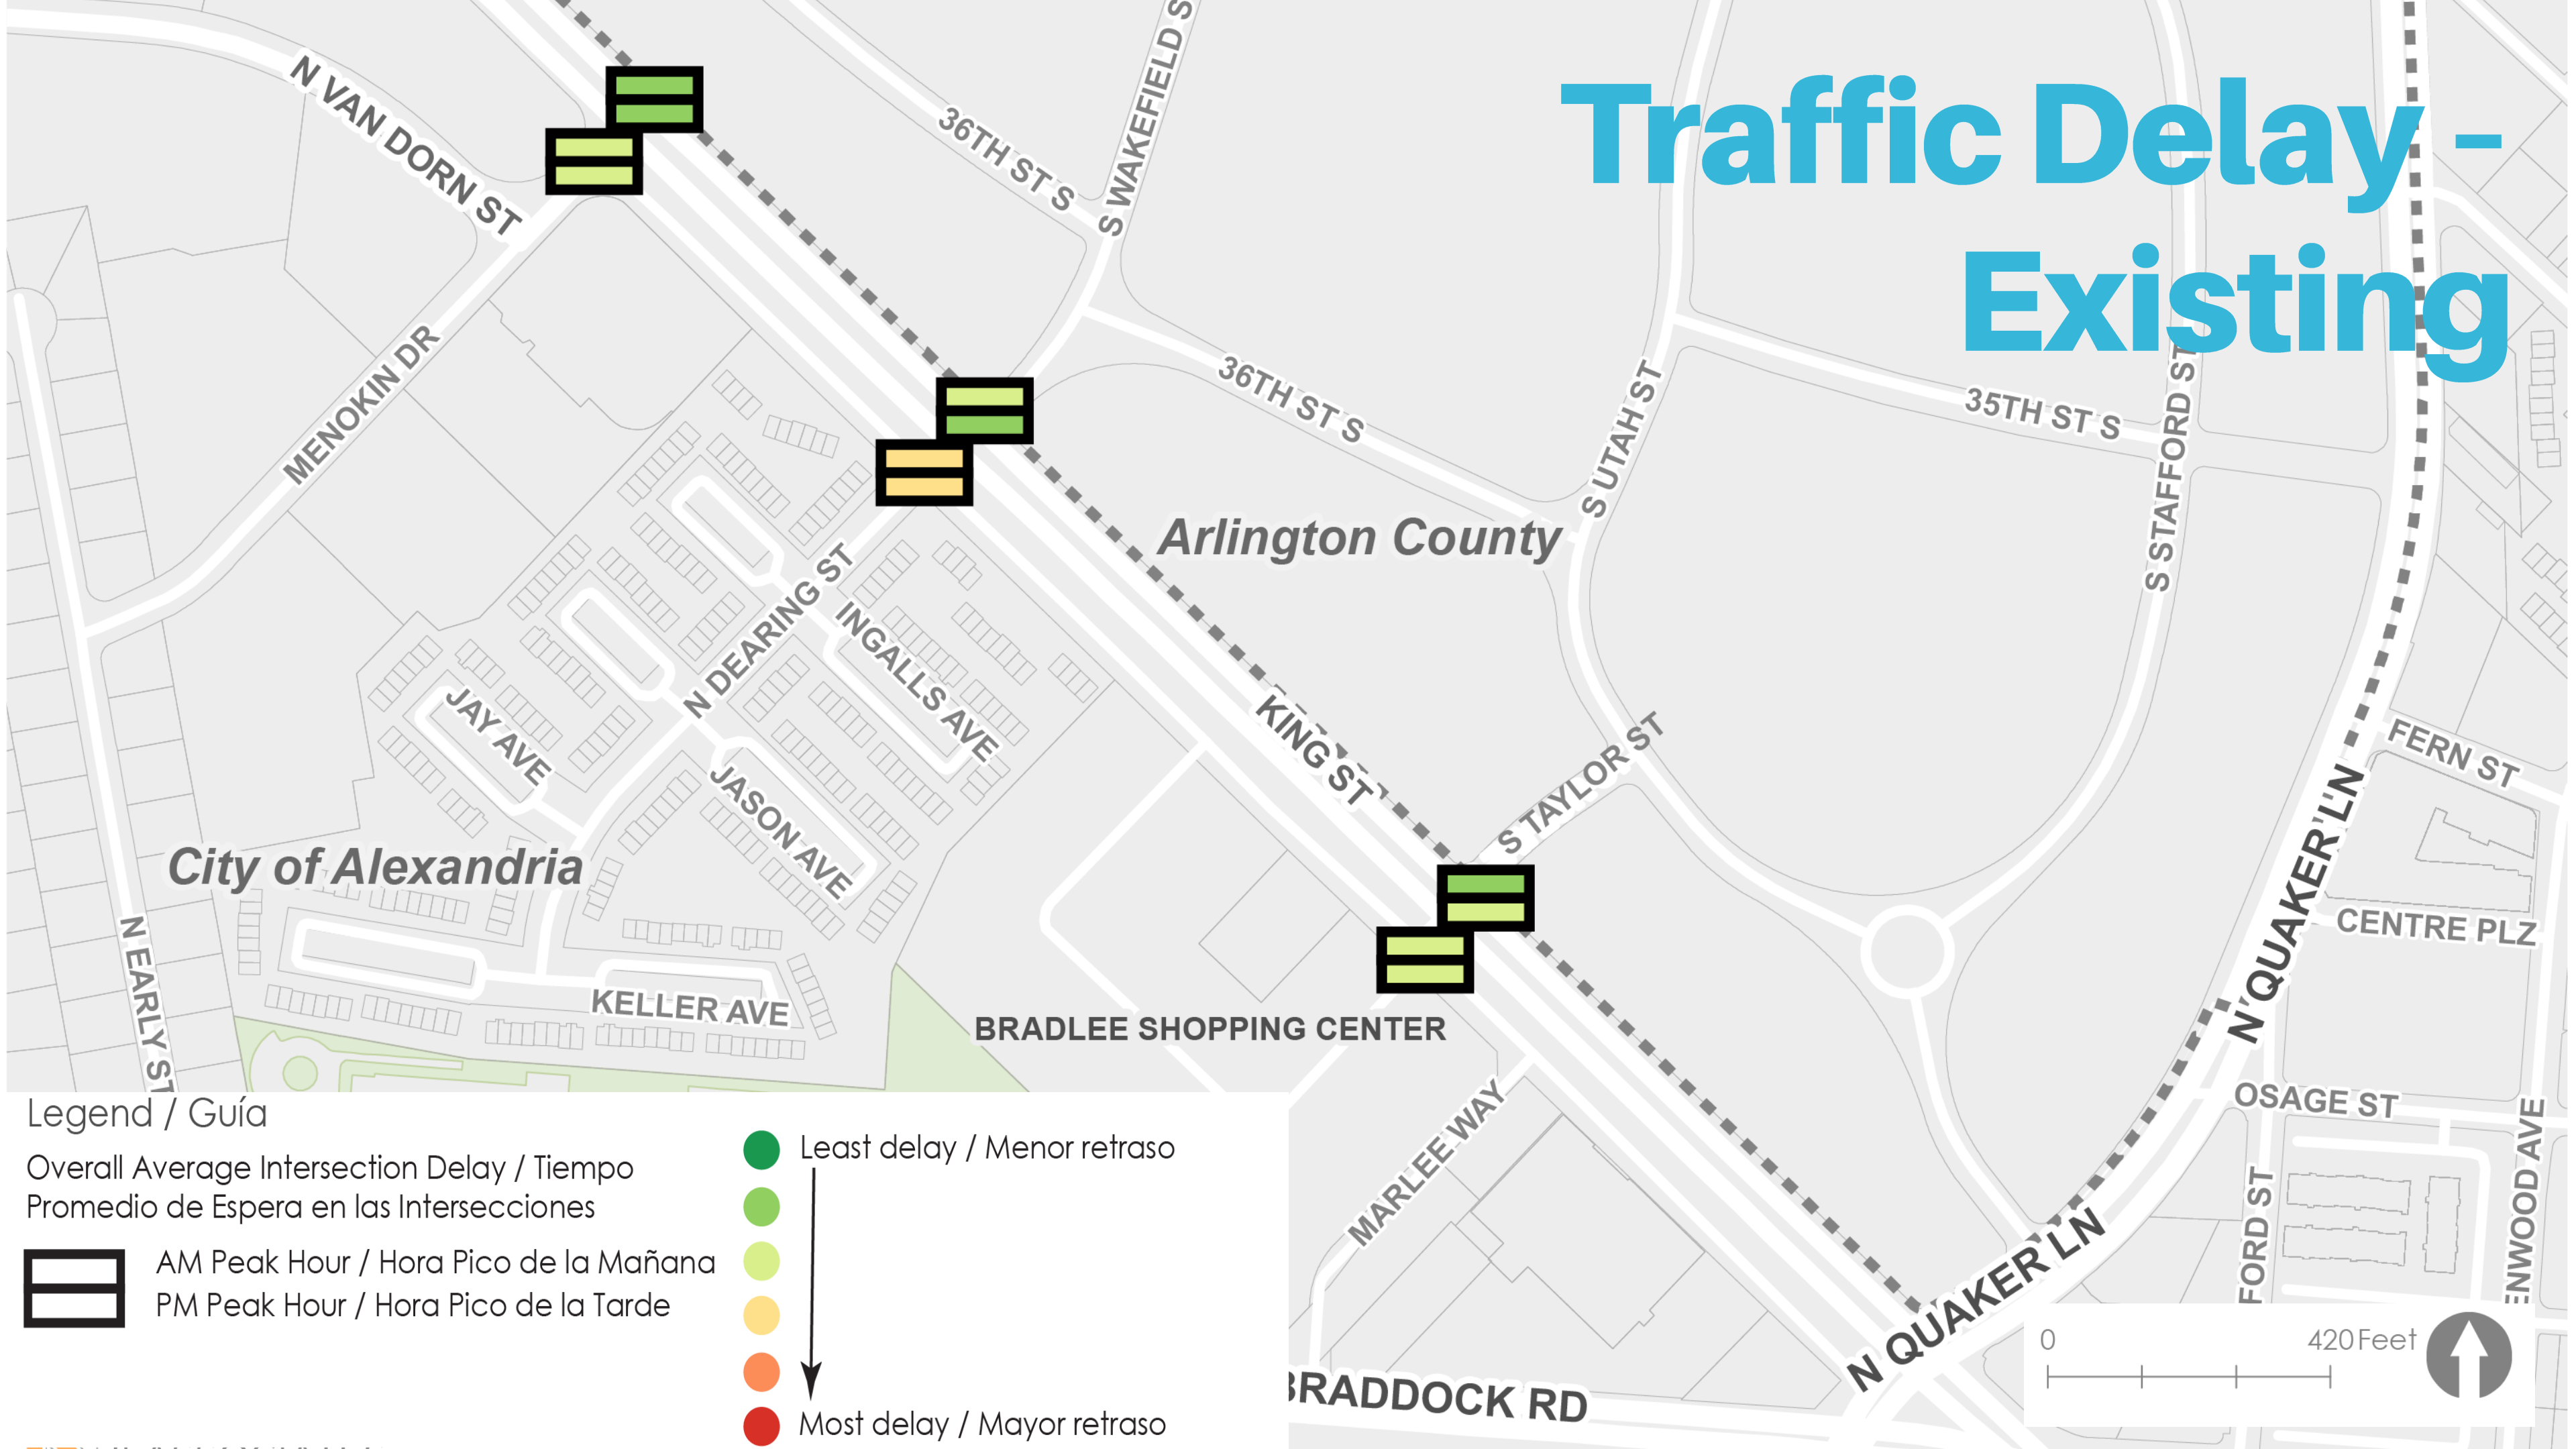 Traffic Delay –
Existing
N VAN DORN ST
36TH ST S
S WAKEFIELD S
MENOKIN DR
36TH ST S
S UTAH ST
35TH ST S
S STAFFORD ST
Arlington County
N DEARING ST
INGALLS AVE
JAY AVE
JASON AVE
KING ST
S TAYLOR ST
FERN ST
N QUAKER LN
City of Alexandria
CENTRE PLZ
N EARLY ST
KELLER AVE
BRADLEE SHOPPING CENTER
MARLEE WAY
OSAGE ST
FORD ST
ENWOOD AVE
N QUAKER LN
BRADDOCK RD
0 420 Feet
Legend / Guía
Overall Average Intersection Delay / Tiempo
Promedio de Espera en las Intersecciones
AM Peak Hour / Hora Pico de la Mañana
PM Peak Hour / Hora Pico de la Tarde
Least delay / Menor retraso
Most delay / Mayor retraso